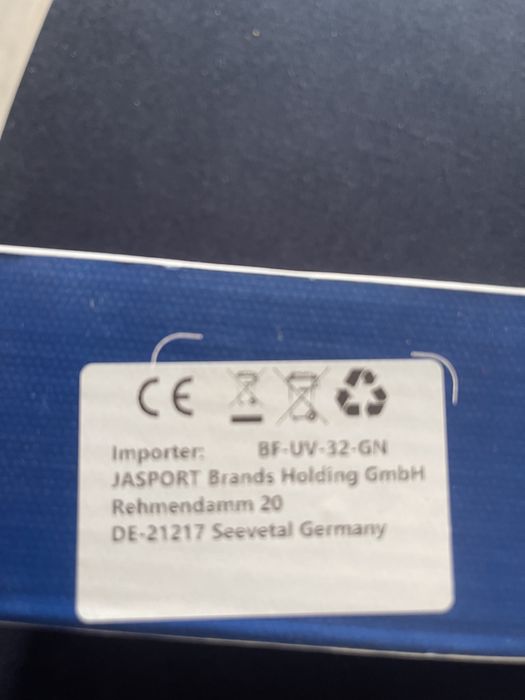 CE
Importer: BF-UV-32-GN
JASPORT Brands Holding GmbH
Rehmendamm 20
DE-21217 Seevetal Germany